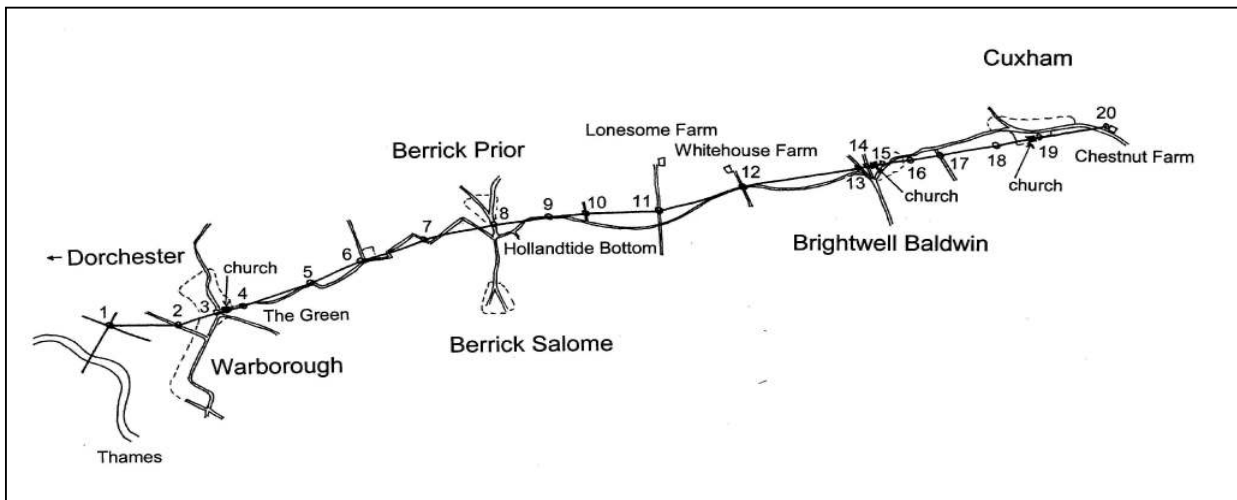 Cuxham
20
Lonesome Farm
Whitehouse Farm
Berrick Prior
14
15
19
18
Chestnut Farm
17
16
13
12
church
church
11
10
9
8
7
Hollandtide Bottom
Brightwell Baldwin
6
← Dorchester
church
5
4
3
The Green
2
1
Berrick Salome
Warborough
Thames